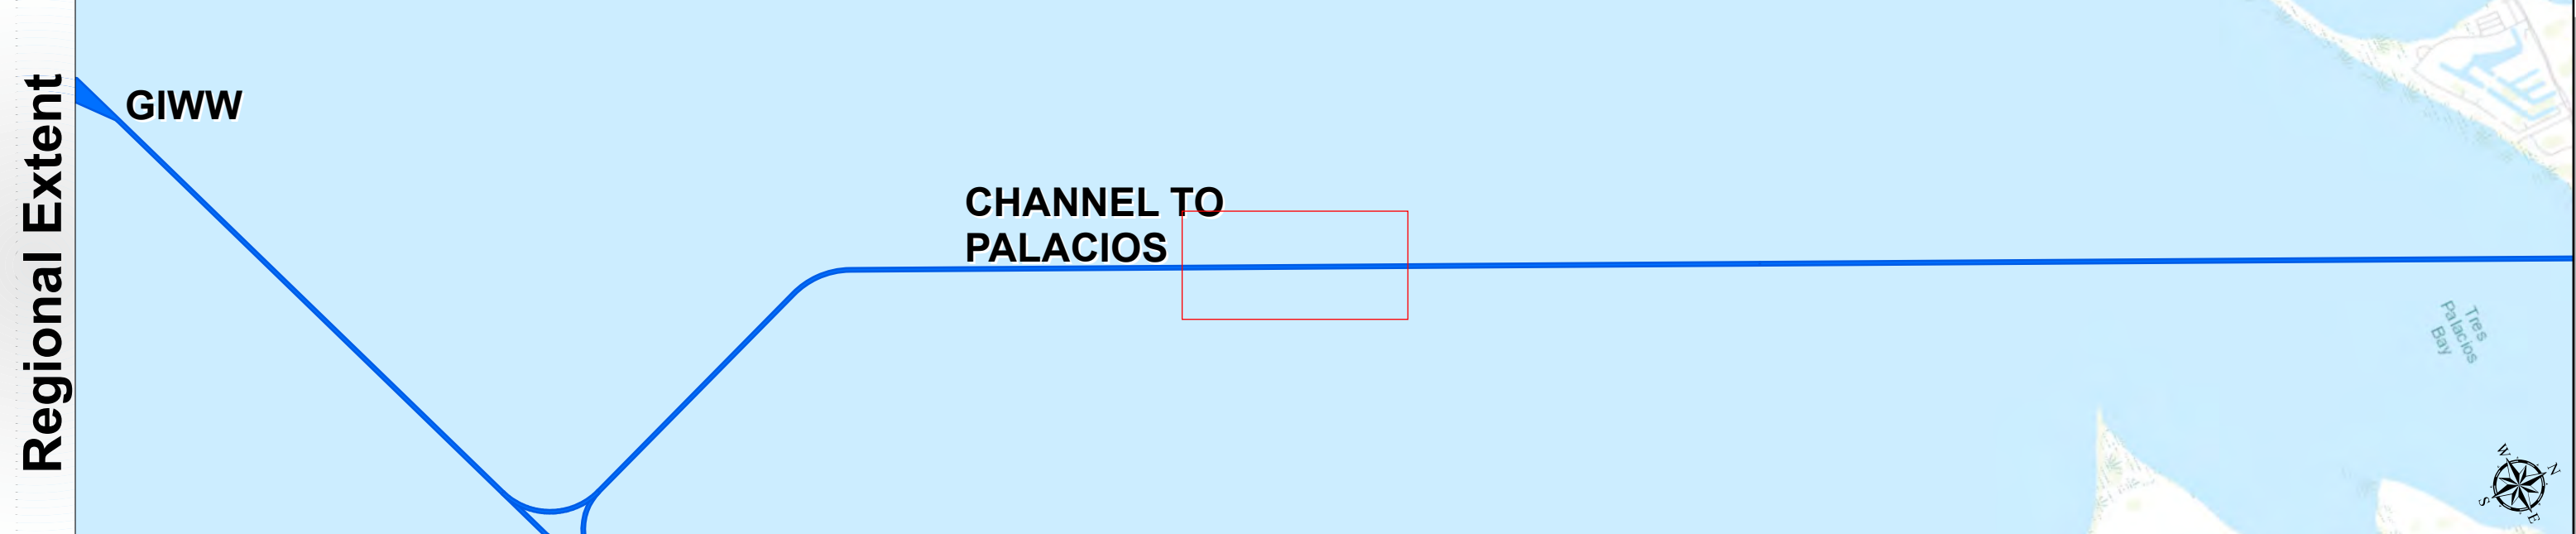 Regional Extent
GIWW
CHANNEL TO
PALACIOS
Tres
Palacios
Bay
W
N
S
E